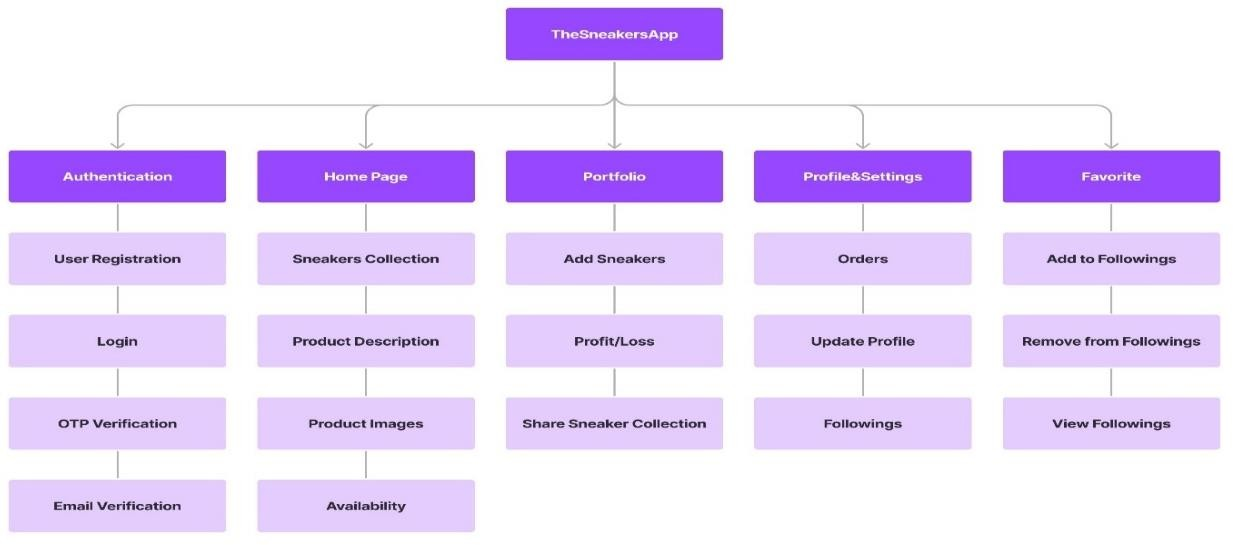 TheSneakersApp
Authentication
Home Page
Portfolio
Profile&Settings
Favorite
User Registration
Sneakers Collection
Add Sneakers
Orders
Add to Followings
Login
Product Description
Profit/Loss
Update Profile
Remove from Followings
OTP Verification
Product Images
Share Sneaker Collection
Followings
View Followings
Email Verification
Availability